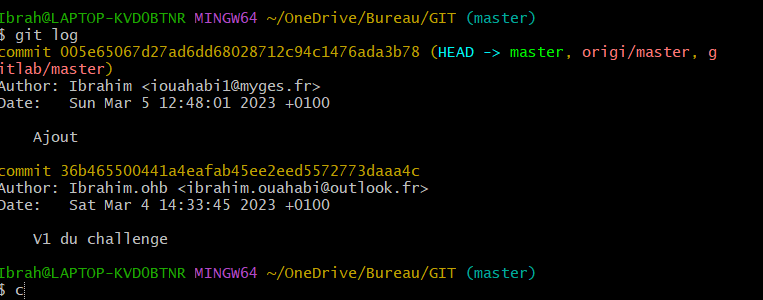 Ibrah@LAPTOP-KVD0BTNR MINGW64 ~/OneDrive/Bureau/GIT (master)
$ git log
commit 005e65067d27ad6dd68028712c94c1476ada3b78 (HEAD -> master, origi/master, g
itlab/master)
Author: Ibrahim <iouahabi1@myges.fr>
Date:   Sun Mar 5 12:48:01 2023 +0100

    Ajout

commit 36b465500441a4eafab45ee2eed5572773daaa4c
Author: Ibrahim.ohb <ibrahim.ouahabi@outlook.fr>
Date:   Sat Mar 4 14:33:45 2023 +0100

    V1 du challenge

Ibrah@LAPTOP-KVD0BTNR MINGW64 ~/OneDrive/Bureau/GIT (master)
$ c